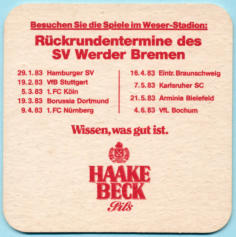 Besuchen Sie die Spiele im Weser-Stadion:
Rückrundentermine des
SV Werder Bremen
29.1.83 Hamburger SV
19.2.83 VfB Stuttgart
5.3.83 1.FC Köln
19.3.83 Borussia Dortmund
9.4.83 1.FC Nürnberg
16.4.83 Eintr. Braunschweig
7.5.83 Karlsruher SC
21.5.83 Arminia Bielefeld
4.6.83 VfL Bochum
Wissen, was gut ist.
HAAKE
BECK
Pils